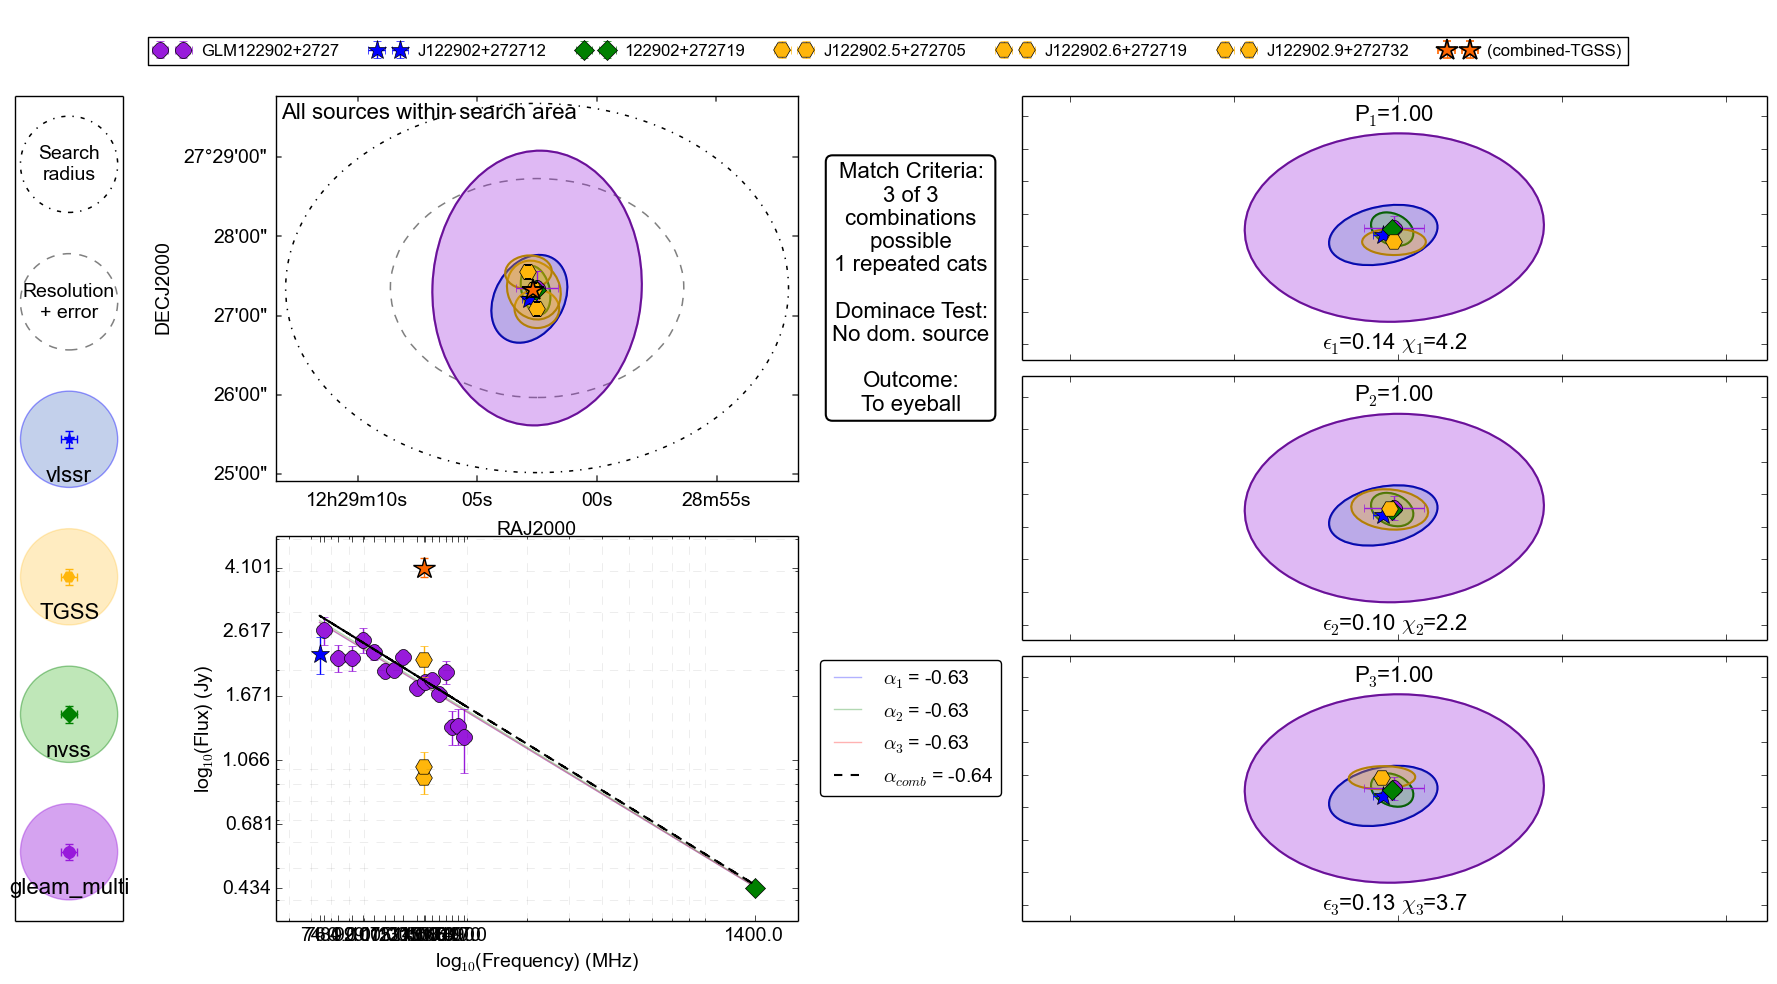 GLM122902+2727 J122902+272712 122902+272719 J122902.5+272705 J122902.6+272719 J122902.9+272732 (combined-TGSS)
Search
radius
Resolution
+ error
vlssr
TGSS
nvss
gleam_multi
All sources within search area
DECJ2000
27°29'00"
28'00"
27'00"
26'00"
25'00"
12h29m10s 05s 00s 28m55s
RAJ2000
log10(Flux) (Jy)
4.101
2.617
1.671
1.066
0.681
0.434
1400.0
log10(Frequency) (MHz)
Match Criteria:
3 of 3
combinations
possible
1 repeated cats
Dominace Test:
No dom. source
Outcome:
To eyeball
α1 = -0.63
α2 = -0.63
α3 = -0.63
αcomb = -0.64
P1=1.00
ϵ1=0.14 χ1=4.2
P2=1.00
ϵ2=0.10 χ2=2.2
P3=1.00
ϵ3=0.13 χ3=3.7